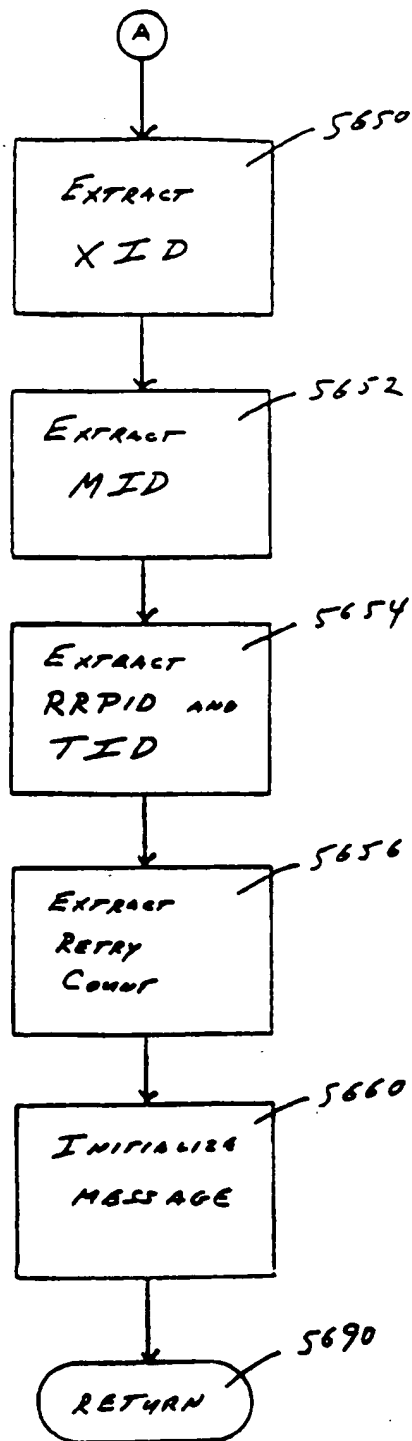 A
5650
EXTRACT
XID
5652
EXTRACT
MID
5654
EXTRACT
RRPID AND
TID
5656
EXTRACT
RETRY
COUNT
5660
INITIALIZE
MESSAGE
5690
RETURN